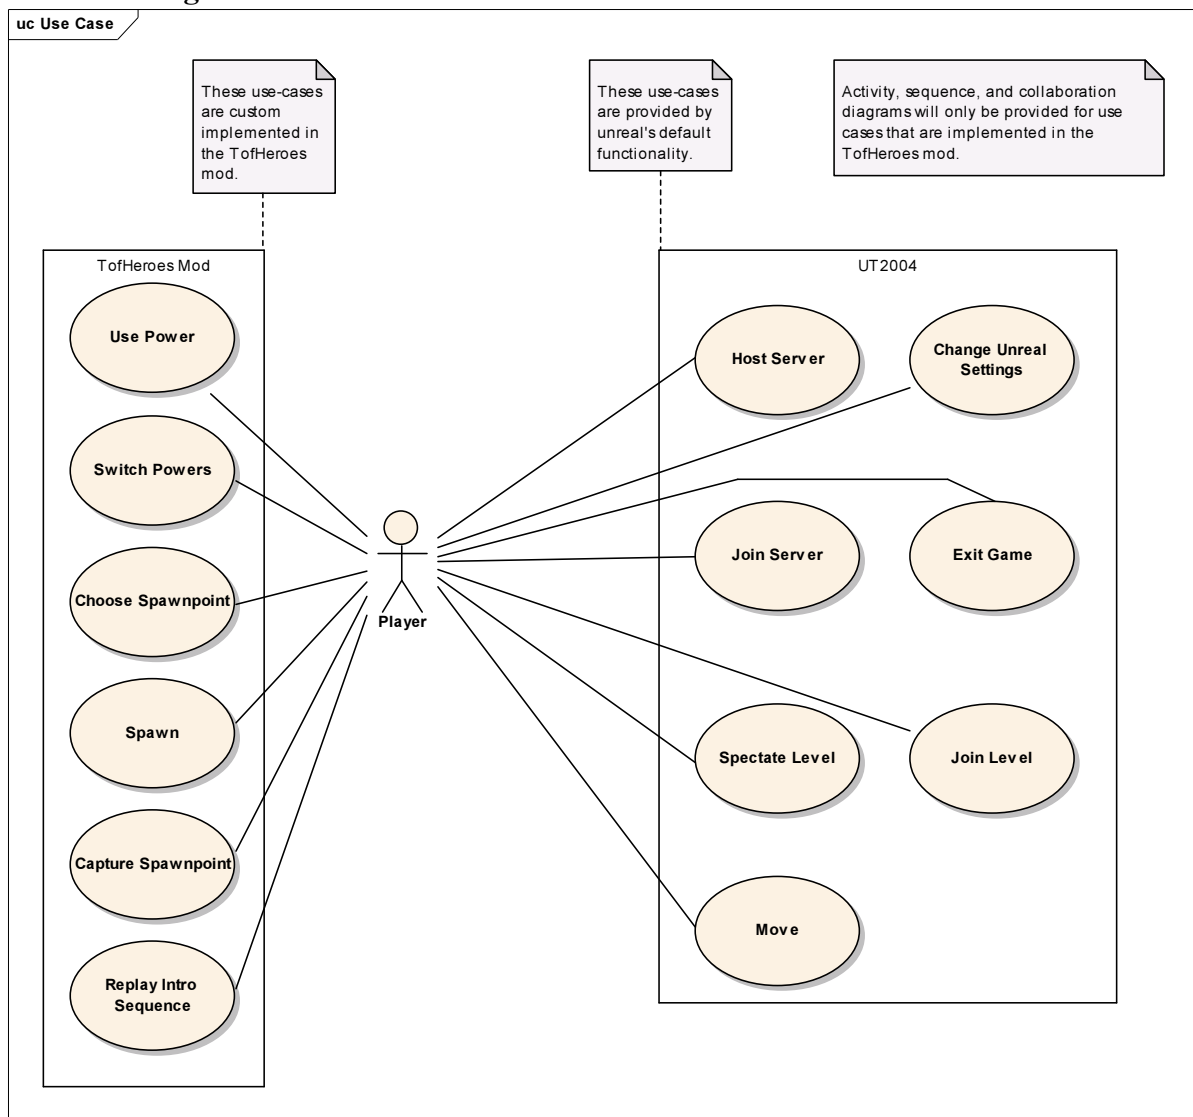 uc Use Case
These use-cases
are custom
implemented in
the TofHeroes
mod.
These use-cases
are provided by
unreal's default
functionality.
Activity, sequence, and collaboration
diagrams will only be provided for use
cases that are implemented in the
TofHeroes mod.
TofHeroes Mod
Use Power
Switch Powers
Choose Spawnpoint
Spawn
Capture Spawnpoint
Replay Intro
Sequence
Player
UT2004
Host Server
Change Unreal
Settings
Join Server
Exit Game
Spectate Level
Join Level
Move